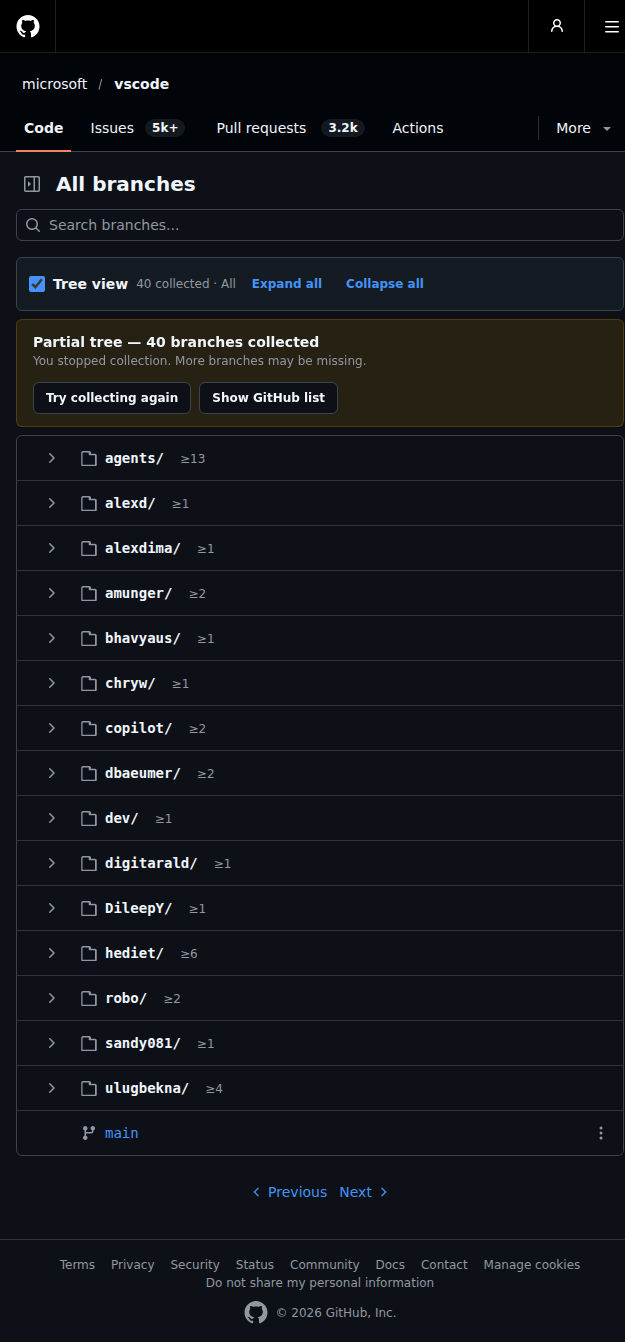 microsoft / vscode
Code Issues 5k+ Pull requests 3.2k Actions More
All branches
Search branches...
Tree view 40 collected · All Expand all Collapse all
Partial tree — 40 branches collected
You stopped collection. More branches may be missing.
Try collecting again Show GitHub list
agents/ ≥13
alexd/ ≥1
alexdima/ ≥1
amunger/ ≥2
bhavyaus/ ≥1
chryw/ ≥1
copilot/ ≥2
dbaeumer/ ≥2
dev/ ≥1
digitarald/ ≥1
DileepY/ ≥1
hediet/ ≥6
robo/ ≥2
sandy081/ ≥1
ulugbekna/ ≥4
main
Previous Next
Terms Privacy Security Status Community Docs Contact Manage cookies
Do not share my personal information
© 2026 GitHub, Inc.